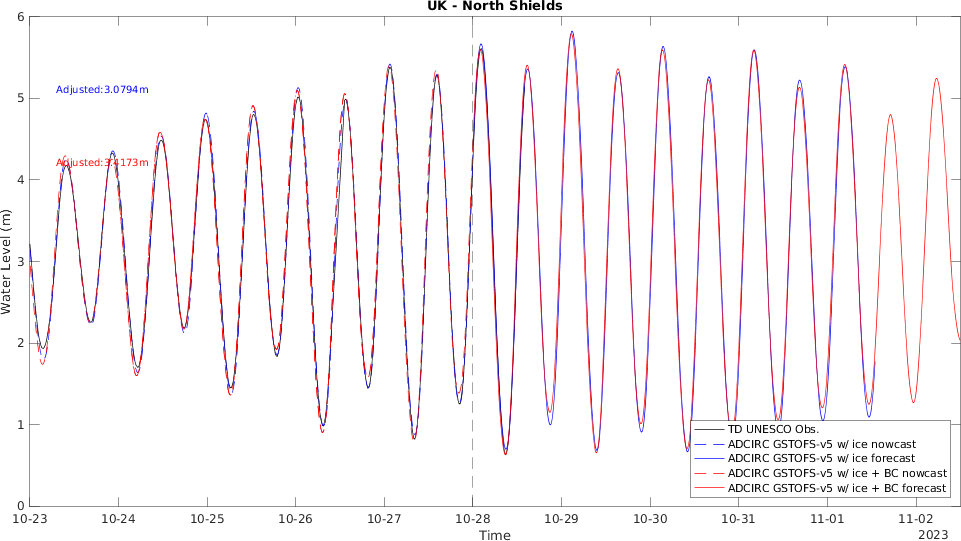 UK - North Shields
6
5
4
3
2
1
0
Water Level (m)
Adjusted:3.0794m
Adjusted:3.4173m
TD UNESCO Obs.
ADCIRC GSTOFS-v5 w/ ice nowcast
ADCIRC GSTOFS-v5 w/ ice forecast
ADCIRC GSTOFS-v5 w/ ice + BC nowcast
ADCIRC GSTOFS-v5 w/ ice + BC forecast
10-23 10-24 10-25 10-26 10-27 10-28 10-29 10-30 10-31 11-01 11-02
Time
2023